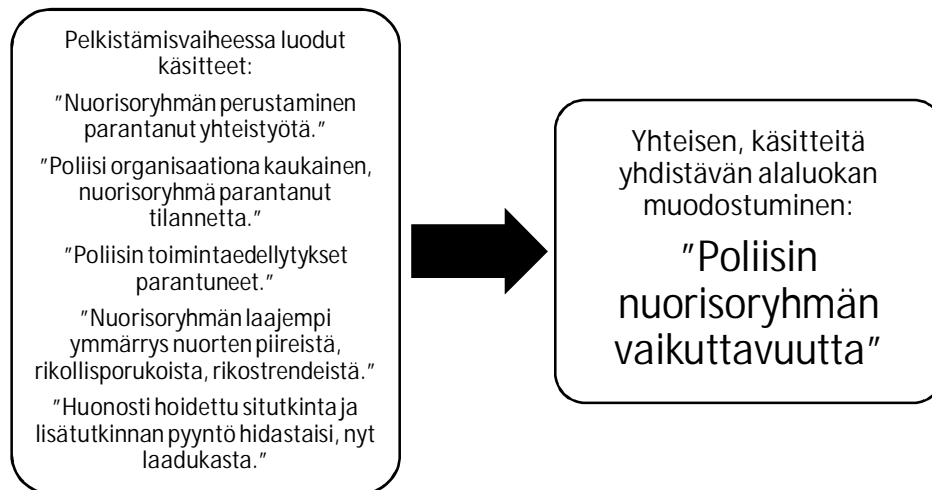 Pelkistämisvaiheessa luodut
käsitteet:
"Nuorisoryhmän perustaminen
parantanut yhteistyötä."
"Poliisi organisaationa kaukainen,
nuorisoryhmä parantanut
tilannetta."
"Poliisin toimintaedellytykset
parantuneet."
"Nuorisoryhmän laajempi
ymmärrys nuorten piireistä,
rikollisporukoista, rikostrendeistä."
"Huonosti hoidettu situtkinta ja
lisätutkinnan pyyntö hidastaisi, nyt
laadukasta."
Yhteisen, käsitteitä
yhdistävän alaluokan
muodostuminen:
"Poliisin
nuorisoryhmän
vaikuttavuutta"